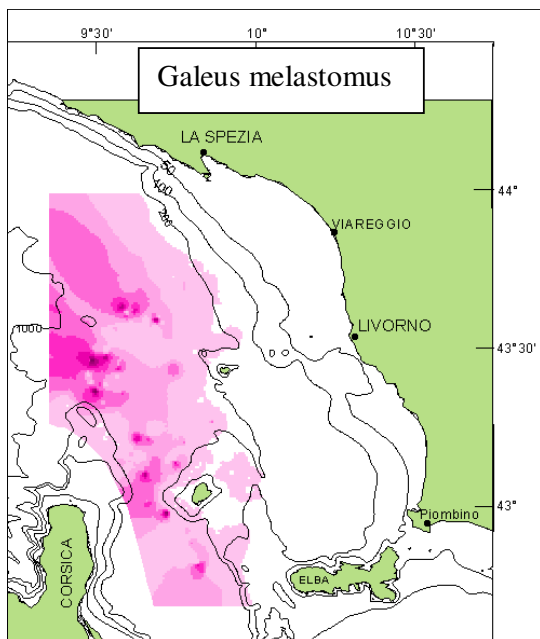 9°30' 10° 10°30'
Galeus melastomus
LA SPEZIA
50
100
200
44°
VIAREGGIO
LIVORNO
43°30'
43°
Piombino
CORSICA
ELBA